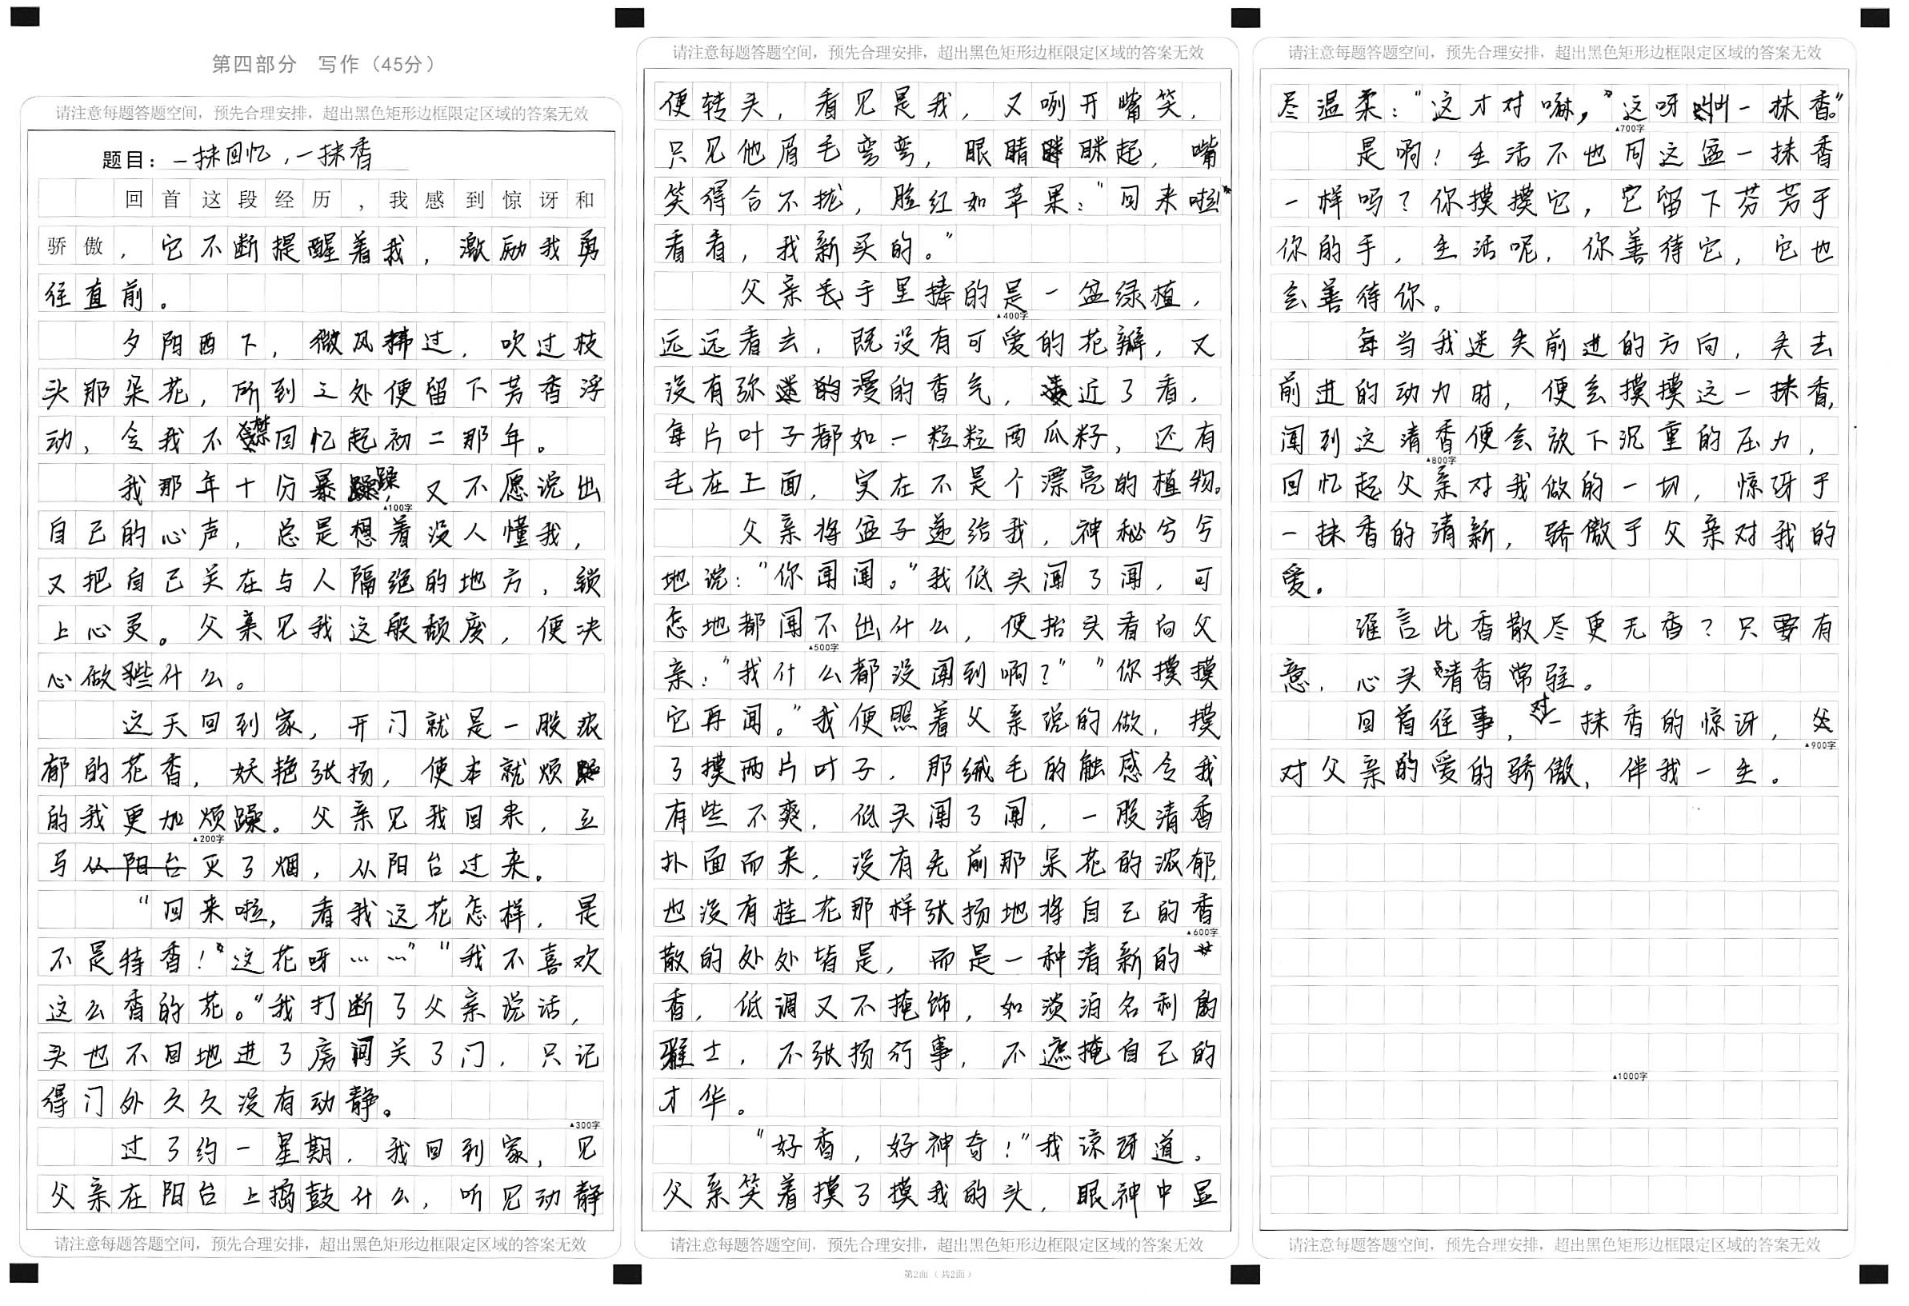 第四部分 写作（45分）
请注意每题答题空间，预先合理安排，超出黑色矩形边框限定区域的答案无效
题目：一抹回忆，一抹香
回首这段经历，我感到惊讶和
骄傲，它不断提醒着我，激励我勇
往直前。
夕阳西下，微风拂过，吹过枝
头那朵花，所到之处便留下芳香浮
动，令我不禁回忆起初二那年。
我那年十分暴躁，又不愿说出
▲100字
自己的心声，总是想着没人懂我，
又把自己关在与人隔绝的地方，锁
上心灵。父亲见我这般颓废，便决
心做些什么。
这天回到家，开门就是一股浓
郁的花香，妖艳张扬，使本就烦躁
的我更加烦躁。父亲见我回来，立
▲200字
马从阳台灭了烟，从阳台过来。
“回来啦，看我这花怎样，是
不是特香！”这花呀……”“我不喜欢
这么香的花。”我打断了父亲说话，
头也不回地进了房间关了门，只记
得门外久久没有动静。
▲300字
过了约一星期，我回到家，见
父亲在阳台上捣鼓什么，听见动静
请注意每题答题空间，预先合理安排，超出黑色矩形边框限定区域的答案无效
请注意每题答题空间，预先合理安排，超出黑色矩形边框限定区域的答案无效
便转头，看见是我，又咧开嘴笑，
只见他眉毛弯弯，眼睛眯起，嘴
笑得合不拢，脸红如苹果：“回来啦”
看看，我新买的。”
父亲手里捧的是一盆绿植，
▲400字
远远看去，既没有可爱的花瓣，又
没有弥漫的香气，凑近了看，
每片叶子都如一粒粒西瓜籽，还有
毛在上面，实在不是个漂亮的植物。
父亲将盆子递给我，神秘兮兮
地说：“你闻闻。”我低头闻了闻，可
怎地都闻不出什么，便抬头看向父
▲500字
亲：“我什么都没闻到啊？”“你摸摸
它再闻。”我便照着父亲说的做，摸
了摸两片叶子，那绒毛的触感令我
有些不爽，低头闻了闻，一股清香
扑面而来，没有先前那朵花的浓郁，
也没有桂花那样张扬地将自己的香
▲600字
散的处处皆是，而是一种清新的
香，低调又不掩饰，如淡泊名利的
雅士，不张扬行事，不遮掩自己的
才华。
“好香，好神奇！”我惊讶道。
父亲笑着摸了摸我的头，眼神中显
请注意每题答题空间，预先合理安排，超出黑色矩形边框限定区域的答案无效
第2面（共2面）
请注意每题答题空间，预先合理安排，超出黑色矩形边框限定区域的答案无效
尽温柔：“这才对嘛，”这呀叫一抹香。”
▲700字
是啊！生活不也同这盆一抹香
一样吗？你摸摸它，它留下芬芳于
你的手，生活呢，你善待它，它也
会善待你。
每当我迷失前进的方向，失去
前进的动力时，便会摸摸这一抹香，
闻到这清香便会放下沉重的压力，
▲800字
回忆起父亲对我做的一切，惊讶于
一抹香的清新，骄傲于父亲对我的
爱。
谁言此香散尽更无香？只要有
意，心头清香常驻。
回首往事，对一抹香的惊讶，
▲900字
对父亲的爱的骄傲，伴我一生。
▲1000字
请注意每题答题空间，预先合理安排，超出黑色矩形边框限定区域的答案无效